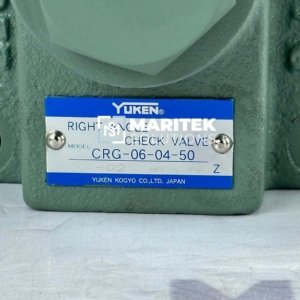 YUKEN®
RIGHT ANGLE
CHECK VALVE
MODEL CRG-06-04-50
Z
YUKEN KOGYO CO.,LTD. JAPAN
MARITEK